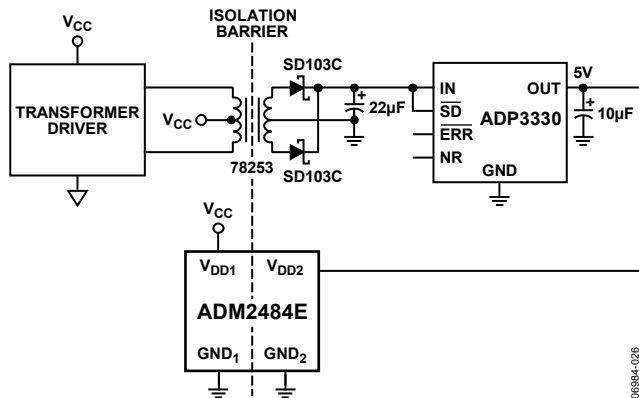 ISOLATION
BARRIER
VCC
SD103C
TRANSFORMER
DRIVER
VCC
22µF
+
78253
SD103C
IN
OUT
SD
ERR
NR
ADP3330
GND
5V
+
10µF
VCC
VDD1
VDD2
ADM2484E
GND1
GND2
06984-026